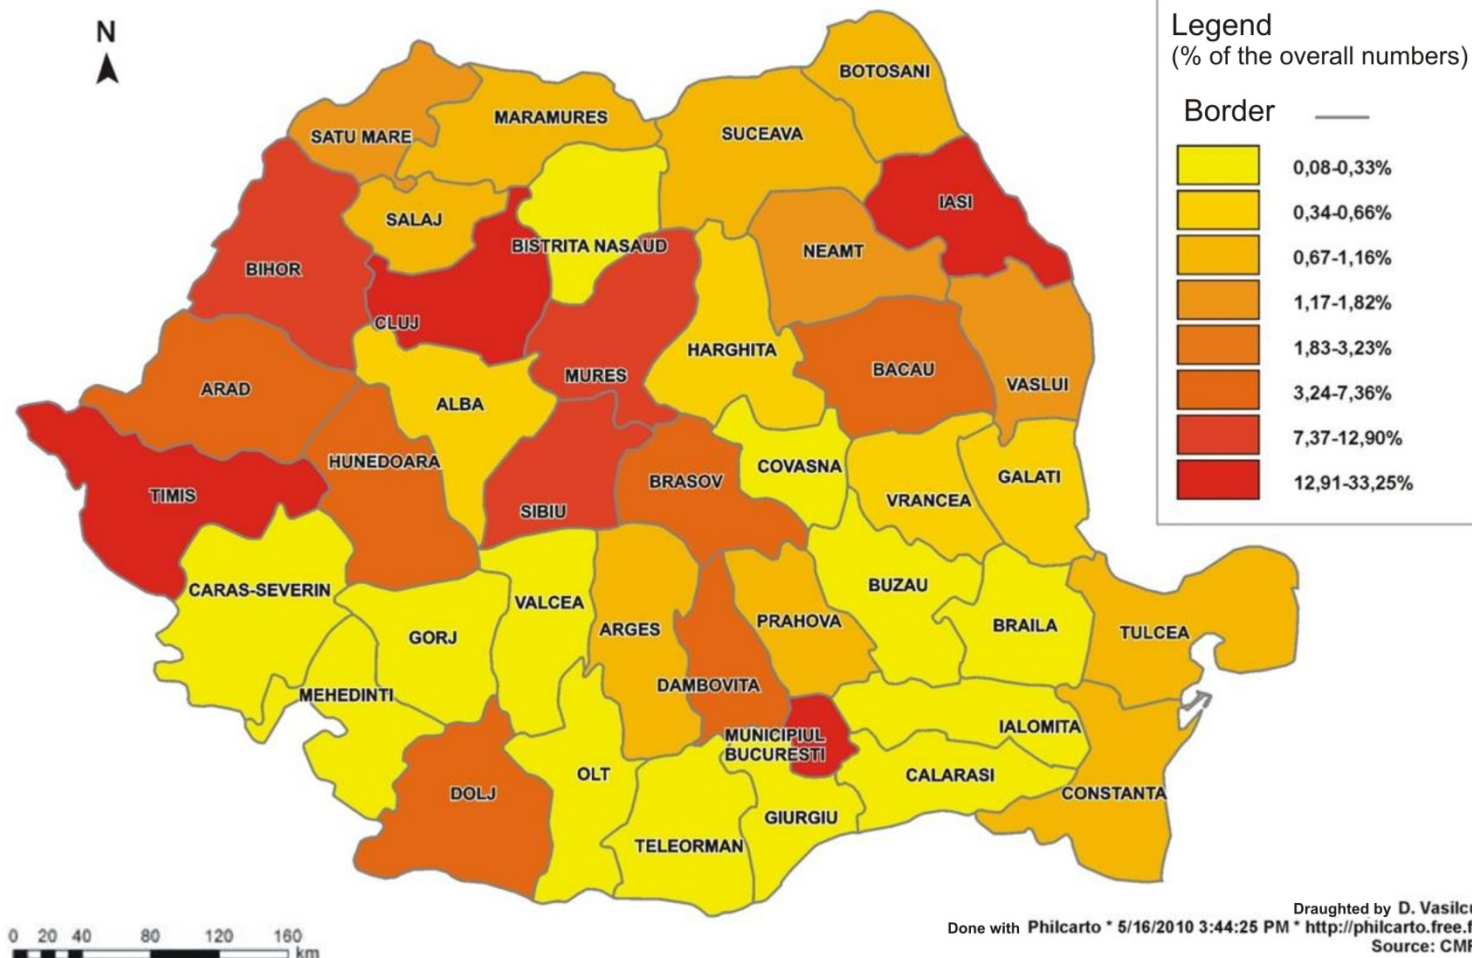 N
Legend
(% of the overall numbers)
Border
0,08-0,33%
0,34-0,66%
0,67-1,16%
1,17-1,82%
1,83-3,23%
3,24-7,36%
7,37-12,90%
12,91-33,25%
BOTOSANI
MARAMURES
SATU MARE
SUCEAVA
IASI
SALAJ
BISTRITA NASAUD
NEAMT
BIHOR
CLUJ
HARGHITA
BACAU
VASLUI
MURES
ARAD
ALBA
HUNEDOARA
COVASNA
GALATI
BRASOV
VRANCEA
TIMIS
SIBIU
CARAS-SEVERIN
BUZAU
VALCEA
PRAHOVA
BRAILA
TULCEA
ARGES
GORJ
DAMBOVITA
MEHEDINTI
IALOMITA
MUNICIPIUL
BUCURESTI
OLT
CALARASI
DOLJ
CONSTANTA
GIURGIU
TELEORMAN
Draughted by D. Vasilcu
Done with Philcarto * 5/16/2010 3:44:25 PM * http://philcarto.free.f
Source:
0 20 40 80 120 160
km